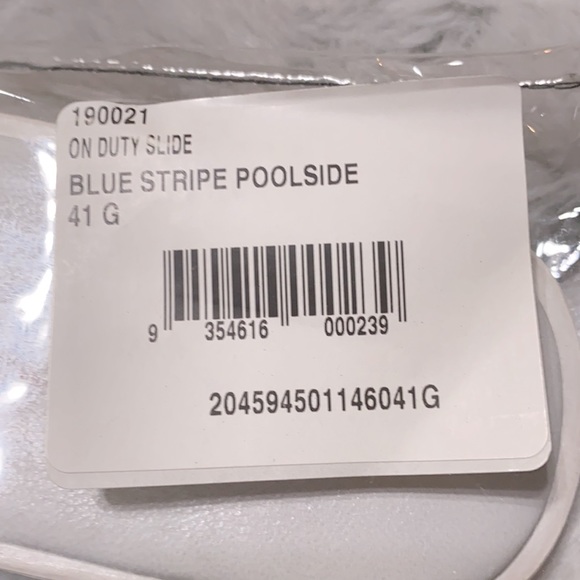 190021
ON DUTY SLIDE
BLUE STRIPE POOLSIDE
41 G
9 354616 000239
204594501146041G